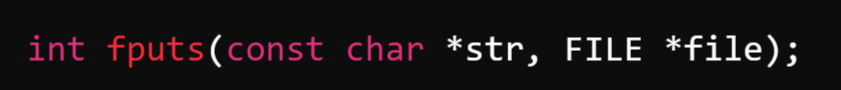 int fputs(const char *str, FILE *file);